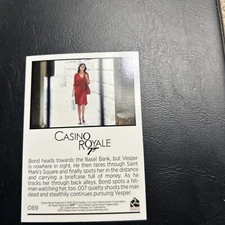 CASINO
ROYALE
007
Bond heads towards the Basel Bank, but Vesper
is nowhere in sight. He then races through Saint
Mark's Square and finally spots her in the distance
and carrying a briefcase full of money. As he
tracks her through back alleys, Bond spots a hit-
man watching her, too. 007 quietly shoots the man
dead and stealthily continues pursuing Vesper.
089